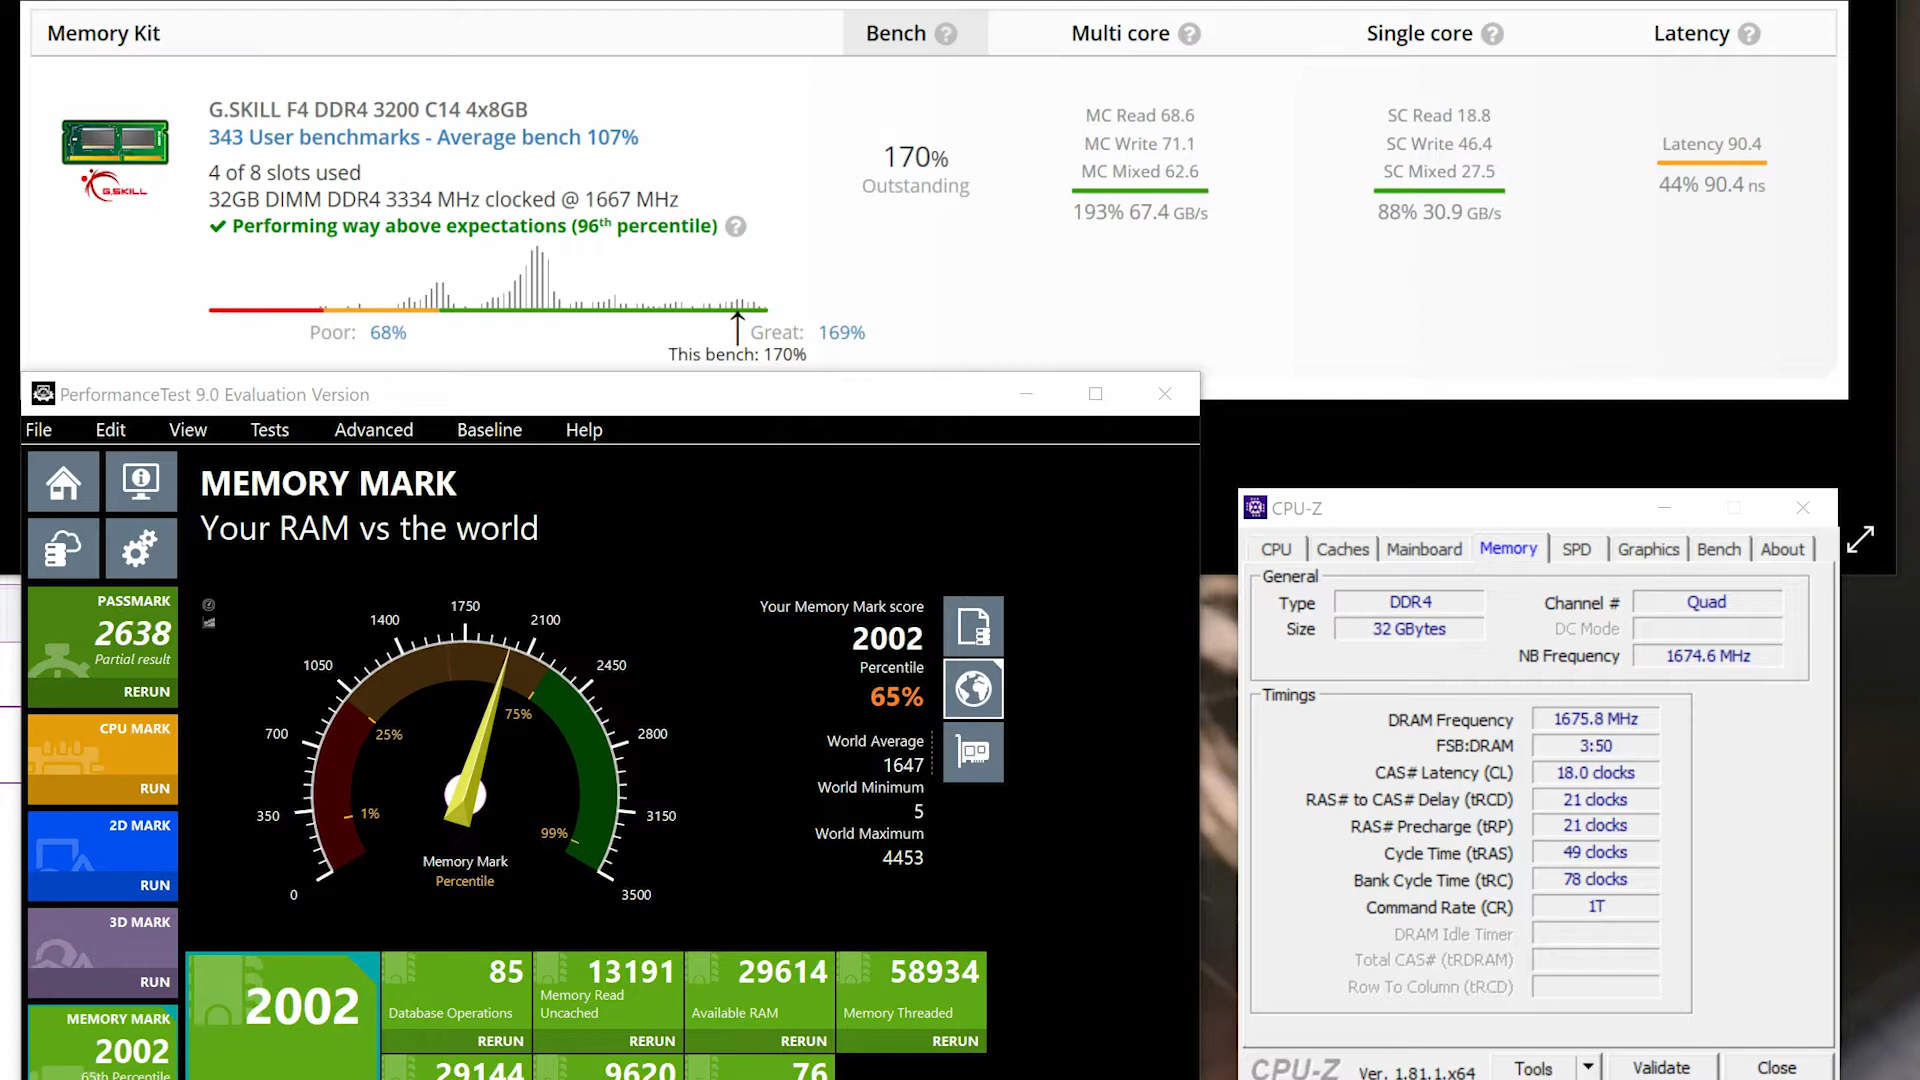 Memory Kit
Bench ?
Multi core ?
Single core ?
Latency ?
G.SKILL
G.SKILL F4 DDR4 3200 C14 4x8GB
343 User benchmarks - Average bench 107%
4 of 8 slots used
32GB DIMM DDR4 3334 MHz clocked @ 1667 MHz
✔ Performing way above expectations (96th percentile) ?
Poor: 68%
Great: 169%
This bench: 170%
170%
Outstanding
MC Read 68.6
MC Write 71.1
MC Mixed 62.6
193% 67.4 GB/s
SC Read 18.8
SC Write 46.4
SC Mixed 27.5
88% 30.9 GB/s
Latency 90.4
44% 90.4 ns
PerformanceTest 9.0 Evaluation Version
File Edit View Tests Advanced Baseline Help
MEMORY MARK
Your RAM vs the world
PASSMARK
2638
Partial result
RERUN
CPU MARK
RUN
2D MARK
RUN
3D MARK
RUN
MEMORY MARK
2002
65th Percentile
0
350
700
1050
1400
1750
2100
2450
2800
3150
3500
1%
25%
75%
99%
Memory Mark
Percentile
Your Memory Mark score
2002
Percentile
65%
World Average
1647
World Minimum
5
World Maximum
4453
2002
85
Database Operations
RERUN
13191
Memory Read
Uncached
RERUN
29614
Available RAM
RERUN
58934
Memory Threaded
RERUN
29144
9620
76
CPU-Z
CPU Caches Mainboard Memory SPD Graphics Bench About
General
Type DDR4 Channel # Quad
Size 32 GBytes DC Mode
NB Frequency 1674.6 MHz
Timings
DRAM Frequency 1675.8 MHz
FSB:DRAM 3:50
CAS# Latency (CL) 18.0 clocks
RAS# to CAS# Delay (tRCD) 21 clocks
RAS# Precharge (tRP) 21 clocks
Cycle Time (tRAS) 49 clocks
Bank Cycle Time (tRC) 78 clocks
Command Rate (CR) 1T
DRAM Idle Timer
Total CAS# (tRDRAM)
Row To Column (tRCD)
CPU-Z Ver. 1.81.1.x64 Tools Validate Close